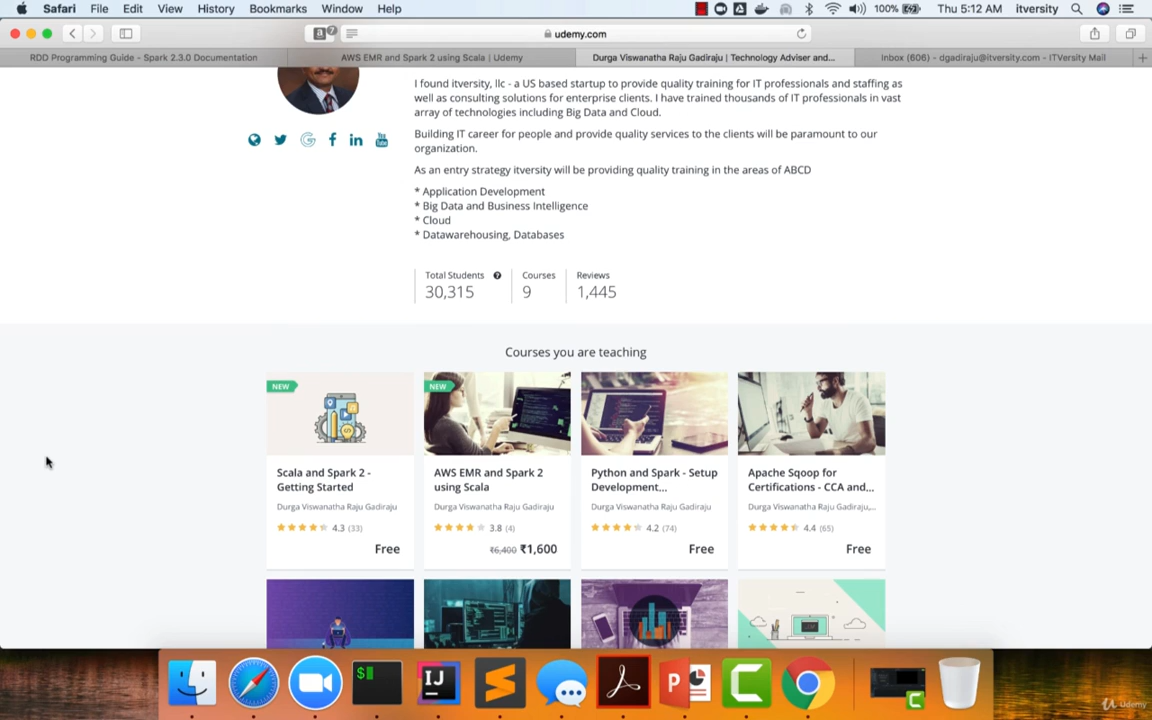 Safari File Edit View History Bookmarks Window Help 100% Thu 5:12 AM itversity
udemy.com
RDD Programming Guide - Spark 2.3.0 Documentation AWS EMR and Spark 2 using Scala | Udemy Durga Viswanatha Raju Gadiraju | Technology Adviser and... Inbox (606) - dgadiraju@itversity.com - ITVersity Mail
I found itversity, llc - a US based startup to provide quality training for IT professionals and staffing as
well as consulting solutions for enterprise clients. I have trained thousands of IT professionals in vast
array of technologies including Big Data and Cloud.
Building IT career for people and provide quality services to the clients will be paramount to our
organization.
As an entry strategy itversity will be providing quality training in the areas of ABCD
* Application Development
* Big Data and Business Intelligence
* Cloud
* Datawarehousing, Databases
Total Students Courses Reviews
30,315 9 1,445
Courses you are teaching
NEW NEW
Scala and Spark 2 - AWS EMR and Spark 2 Python and Spark - Setup Apache Sqoop for
Getting Started using Scala Development... Certifications - CCA and...
Durga Viswanatha Raju Gadiraju Durga Viswanatha Raju Gadiraju Durga Viswanatha Raju Gadiraju Durga Viswanatha Raju Gadiraju,...
4.3 (33) 3.8 (4) 4.2 (74) 4.4 (65)
Free ₹6,400 ₹1,600 Free Free
Udemy